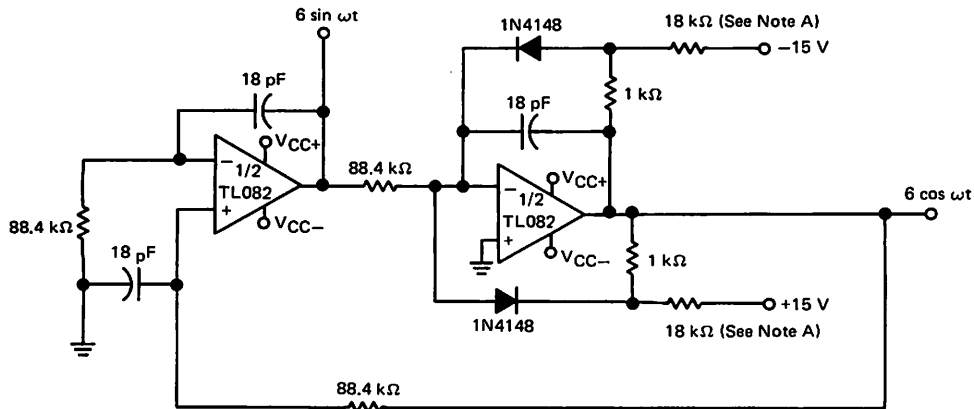 6 sin ωt
1N4148
18 kΩ (See Note A)
−15 V
18 pF
1 kΩ
18 pF
VCC+
−
1/2
TL082
+
VCC−
88.4 kΩ
88.4 kΩ
18 pF
VCC+
−
1/2
TL082
+
VCC−
6 cos ωt
1 kΩ
1N4148
+15 V
18 kΩ (See Note A)
88.4 kΩ